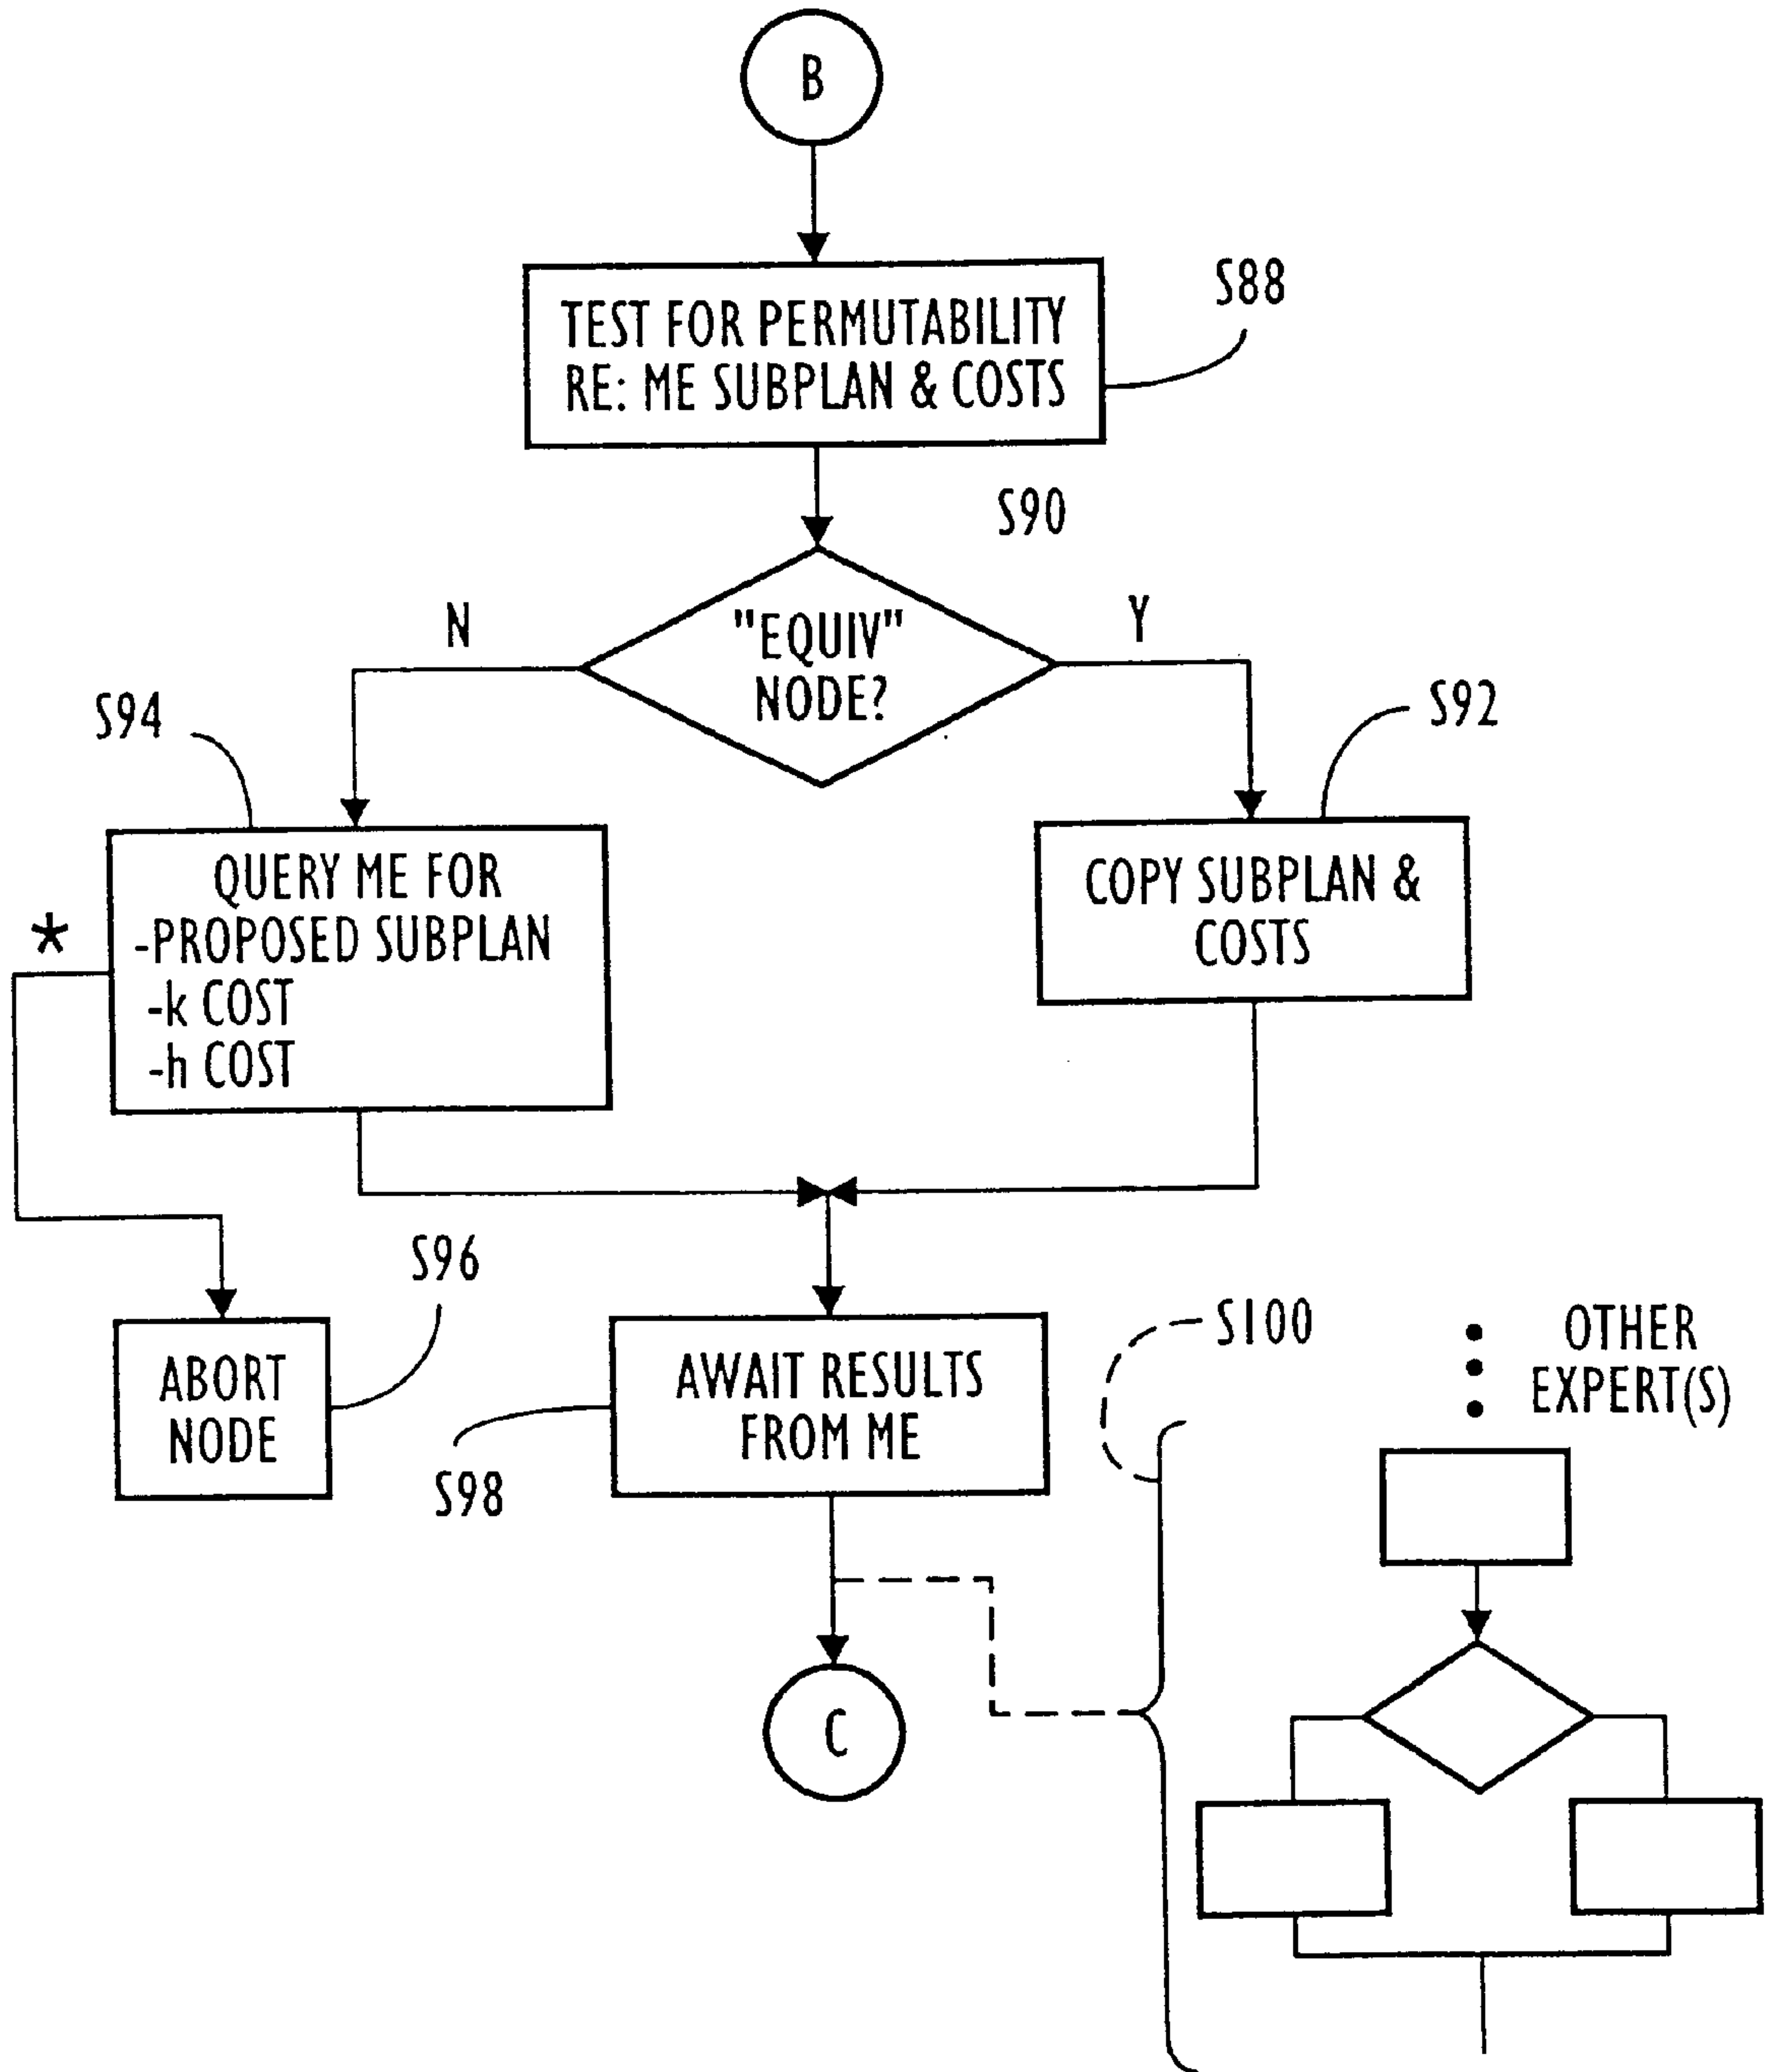 B
TEST FOR PERMUTABILITY
RE: ME SUBPLAN & COSTS
S88
S90
"EQUIV"
NODE?
N
Y
S94
S92
QUERY ME FOR
-PROPOSED SUBPLAN
-k COST
-h COST
*
COPY SUBPLAN &
COSTS
S96
ABORT
NODE
S98
AWAIT RESULTS
FROM ME
S100
OTHER
EXPERT(S)
C